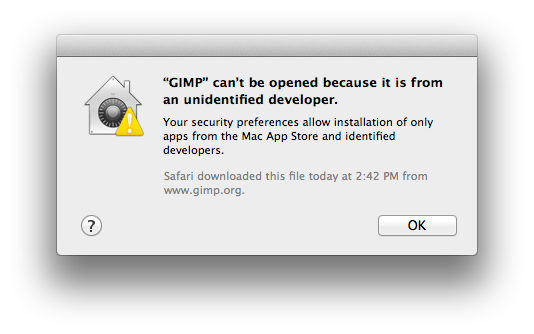 “GIMP” can’t be opened because it is from
an unidentified developer.
Your security preferences allow installation of only
apps from the Mac App Store and identified
developers.
Safari downloaded this file today at 2:42 PM from
www.gimp.org.
?
OK